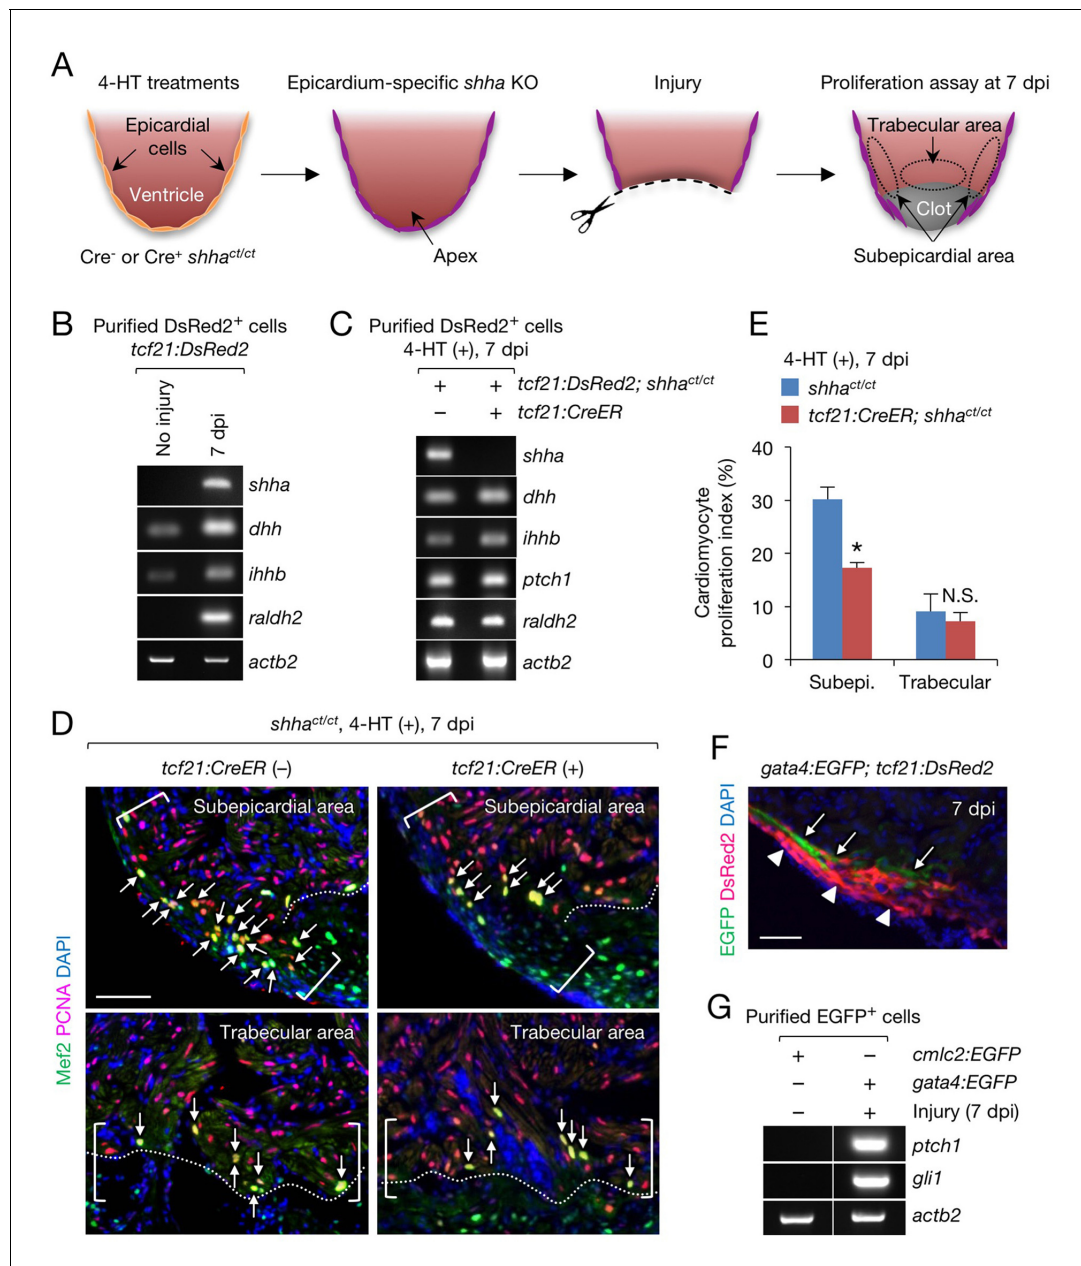 A
4-HT treatments
Epicardium-specific shha KO
Injury
Proliferation assay at 7 dpi
Epicardial
cells
Ventricle
Trabecular area
Clot
Cre- or Cre+ shhact/ct
Apex
Subepicardial area
B
Purified DsRed2+ cells
tcf21:DsRed2
No injury
7 dpi
shha
dhh
ihhb
raldh2
actb2
C
Purified DsRed2+ cells
4-HT (+), 7 dpi
+ + tcf21:DsRed2; shhact/ct
– + tcf21:CreER
shha
dhh
ihhb
ptch1
raldh2
actb2
E
4-HT (+), 7 dpi
shhact/ct
tcf21:CreER; shhact/ct
Cardiomyocyte
proliferation index (%)
40
30
20
10
0
*
N.S.
Subepi.
Trabecular
D
shhact/ct, 4-HT (+), 7 dpi
tcf21:CreER (–)
tcf21:CreER (+)
Mef2 PCNA DAPI
Subepicardial area
Subepicardial area
Trabecular area
Trabecular area
F
gata4:EGFP; tcf21:DsRed2
EGFP DsRed2 DAPI
7 dpi
G
Purified EGFP+ cells
+ – cmlc2:EGFP
– + gata4:EGFP
– + Injury (7 dpi)
ptch1
gli1
actb2